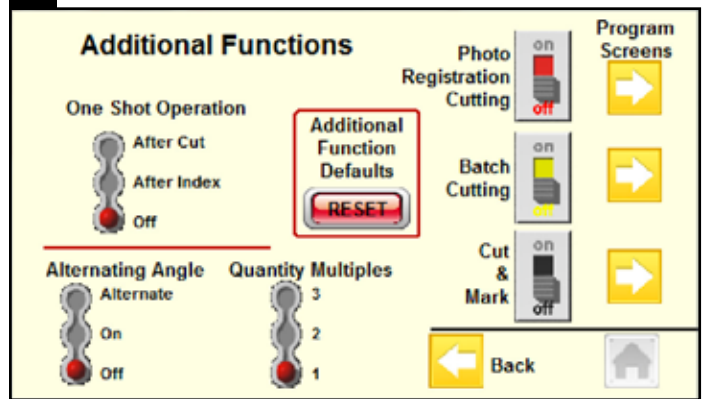 Additional Functions
One Shot Operation
After Cut
After Index
Off
Additional
Function
Defaults
RESET
Alternating Angle
Alternate
On
Off
Quantity Multiples
3
2
1
Photo
Registration
Cutting
on
off
Batch
Cutting
on
off
Cut
&
Mark
on
off
Program
Screens
Back